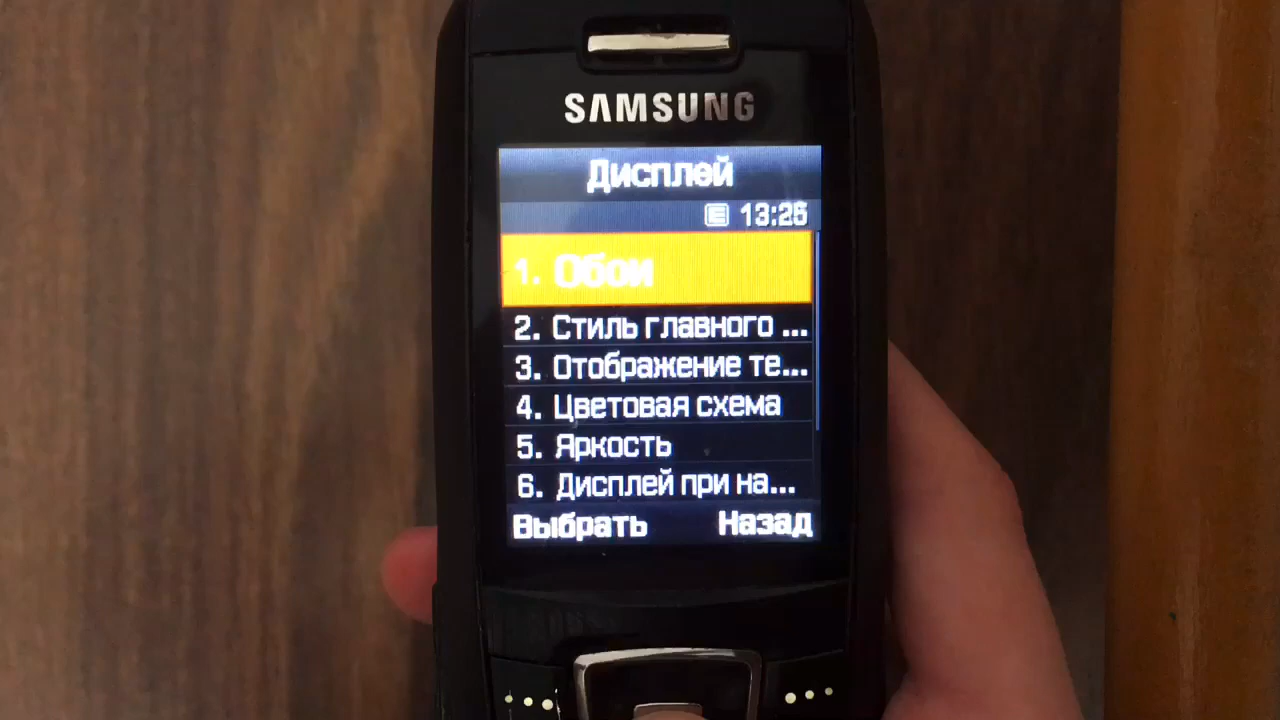 SAMSUNG
Дисплей
13:26
1. Обои
2. Стиль главного ...
3. Отображение те...
4. Цветовая схема
5. Яркость
6. Дисплей при на...
Выбрать Назад